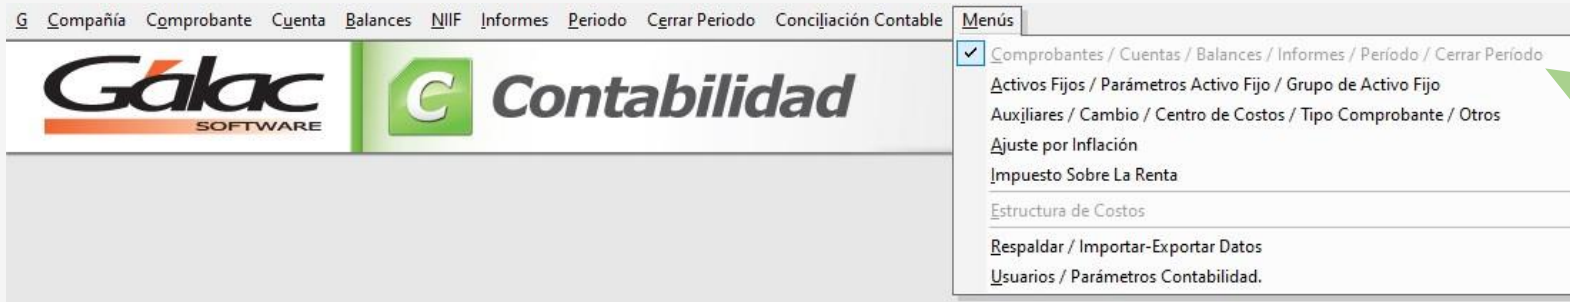 G Compañía Comprobante Cuenta Balances NIIF Informes Periodo Cerrar Periodo Conciliación Contable Menús
Gálac
SOFTWARE
C Contabilidad
Comprobantes / Cuentas / Balances / Informes / Período / Cerrar Período
Activos Fijos / Parámetros Activo Fijo / Grupo de Activo Fijo
Auxiliares / Cambio / Centro de Costos / Tipo Comprobante / Otros
Ajuste por Inflación
Impuesto Sobre La Renta
Estructura de Costos
Respaldar / Importar-Exportar Datos
Usuarios / Parámetros Contabilidad.